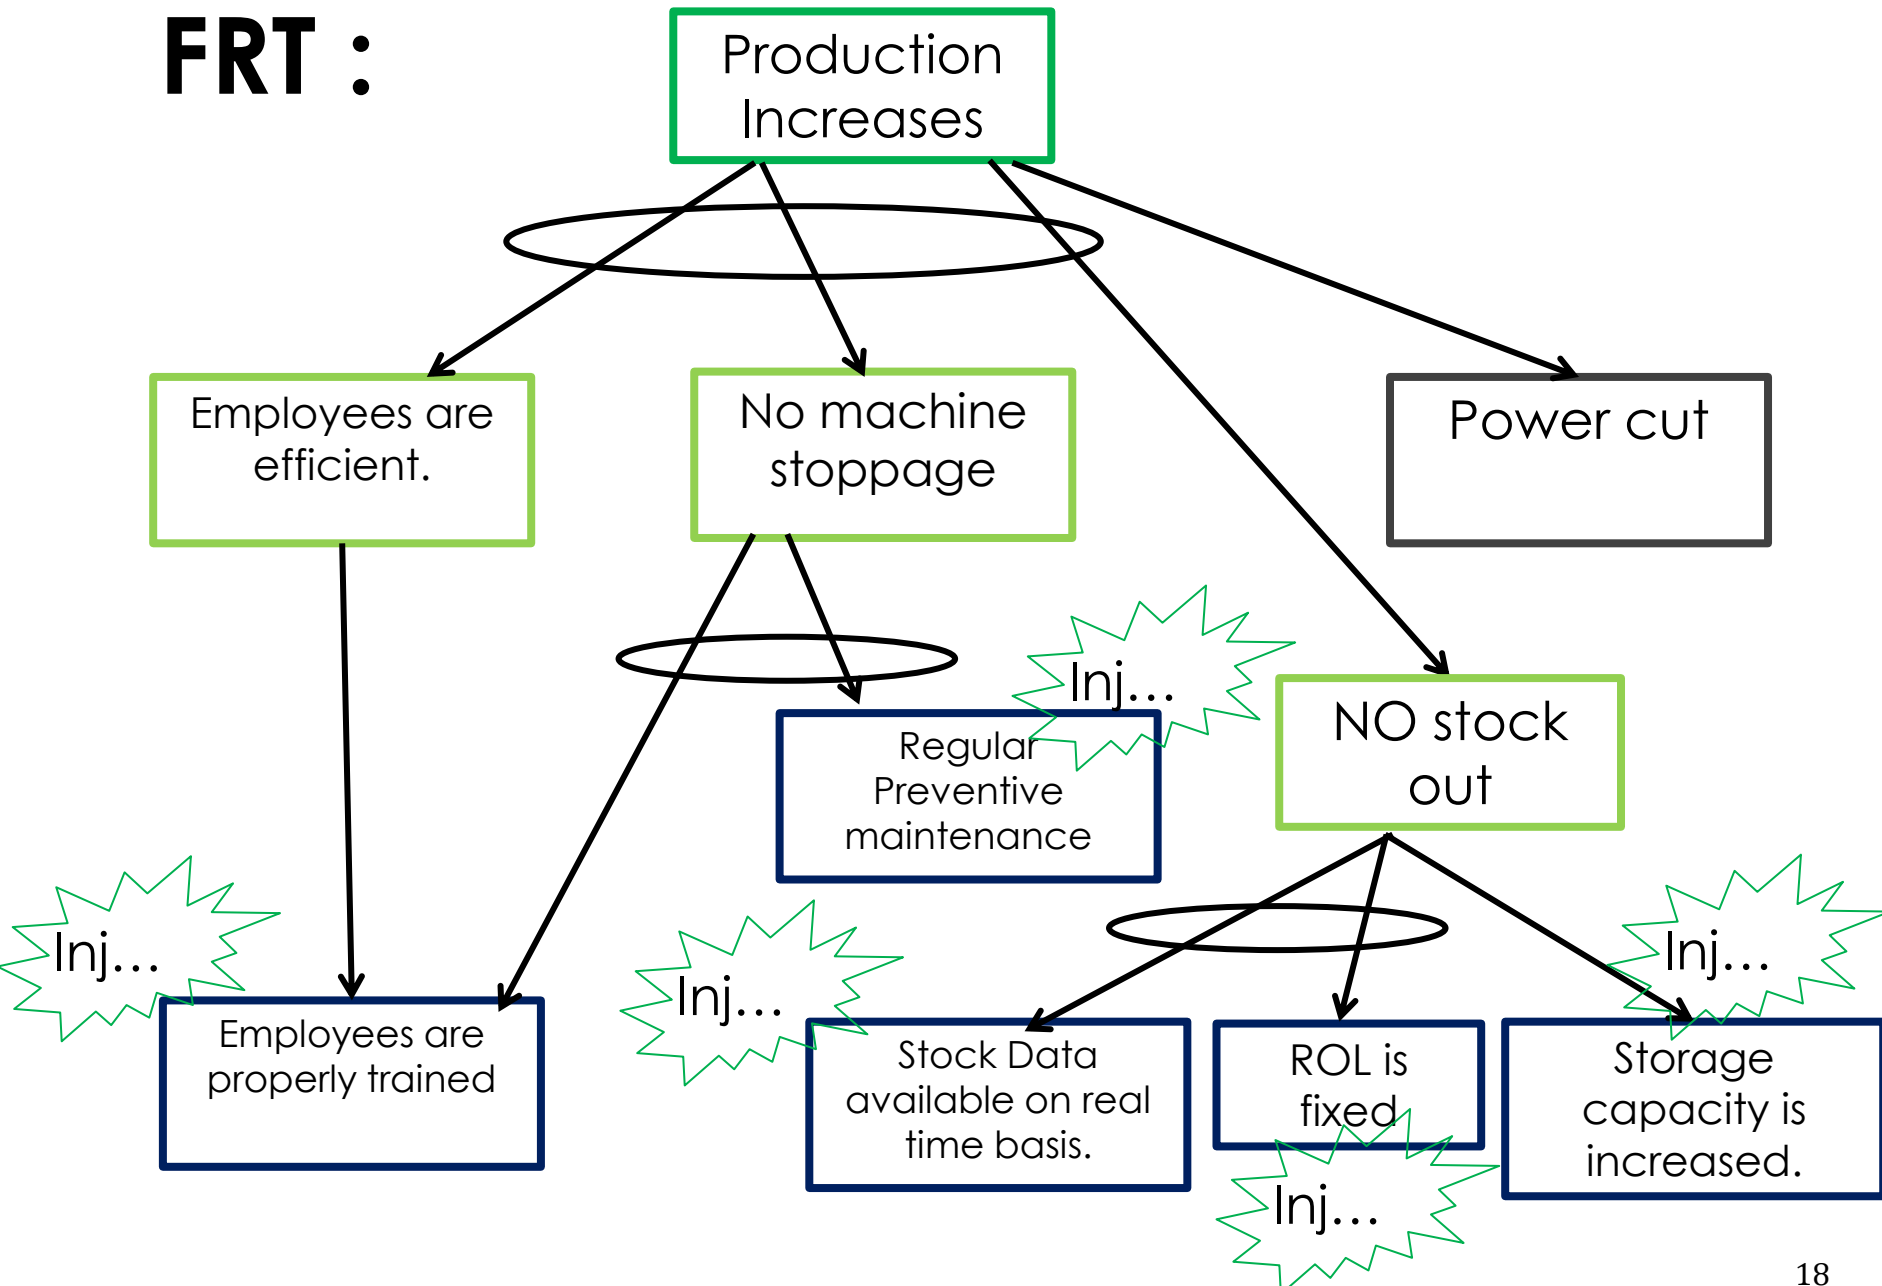 FRT :
Production
Increases
Employees are
efficient.
No machine
stoppage
Power cut
Inj...
Regular
Preventive
maintenance
NO stock
out
Inj...
Employees are
properly trained
Inj...
Stock Data
available on real
time basis.
ROL is
fixed
Inj...
Inj...
Storage
capacity is
increased.
18